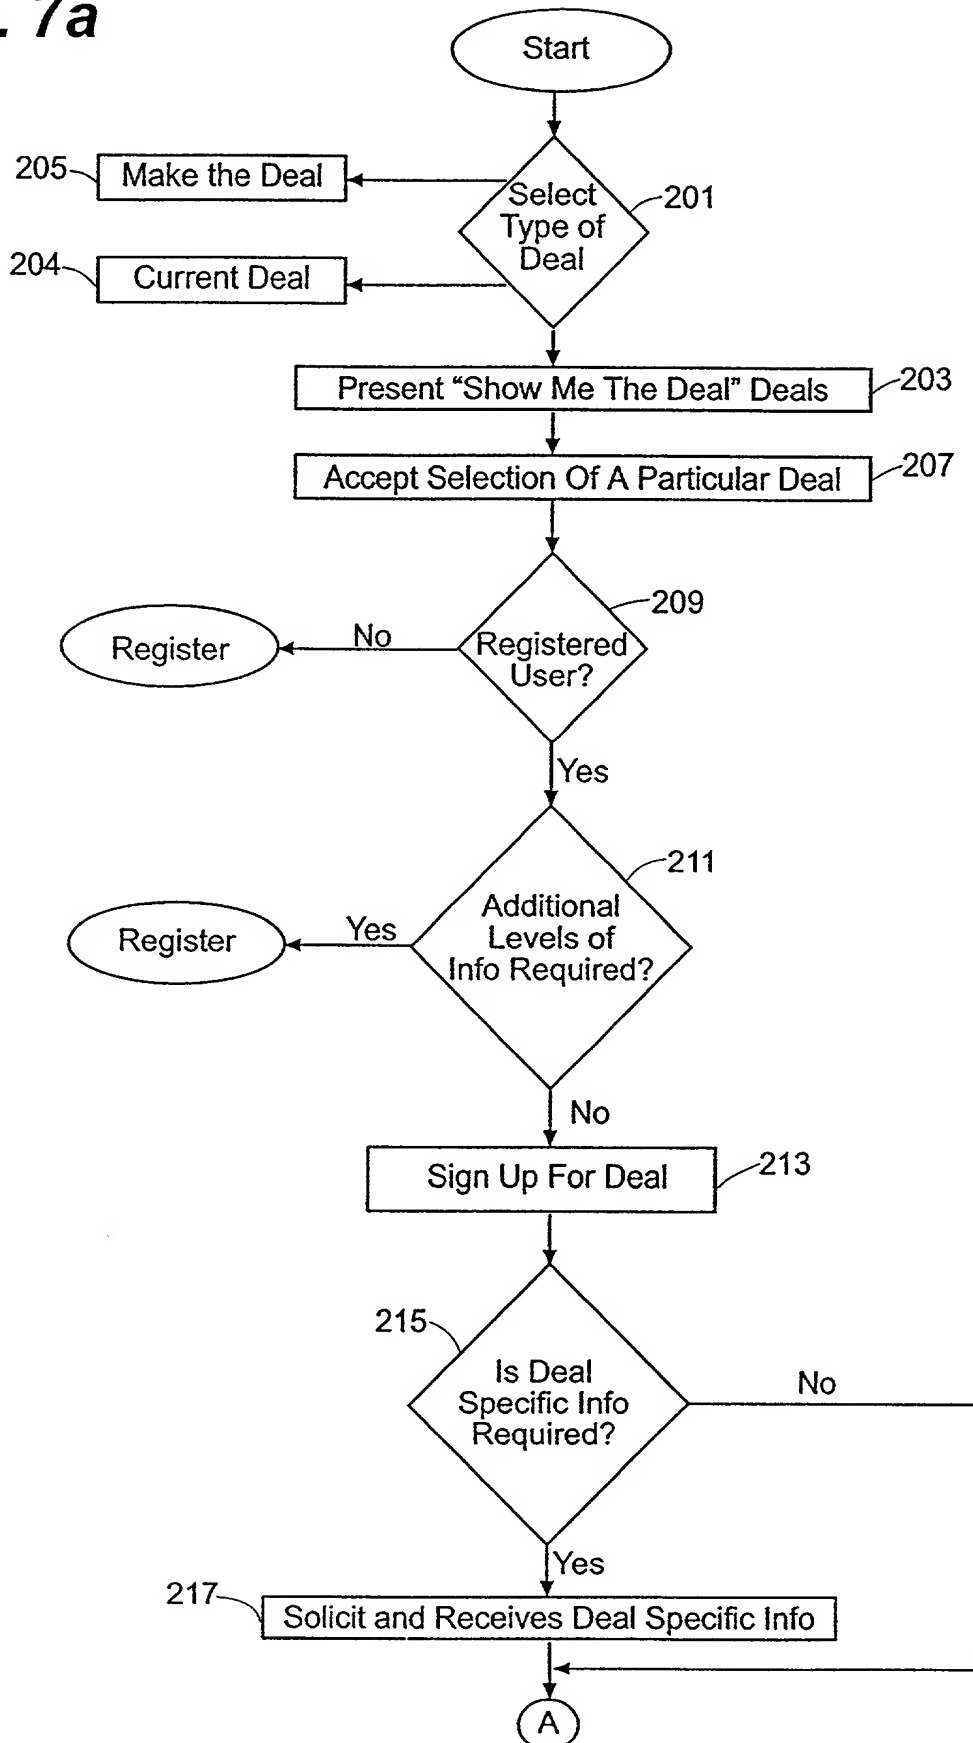 . 7a
Start
205
Make the Deal
Select
Type of
Deal
201
204
Current Deal
Present “Show Me The Deal” Deals
203
Accept Selection Of A Particular Deal
207
209
Register
No
Registered
User?
Yes
211
Additional
Levels of
Info Required?
Register
Yes
No
Sign Up For Deal
213
215
Is Deal
Specific Info
Required?
No
Yes
217
Solicit and Receives Deal Specific Info
A